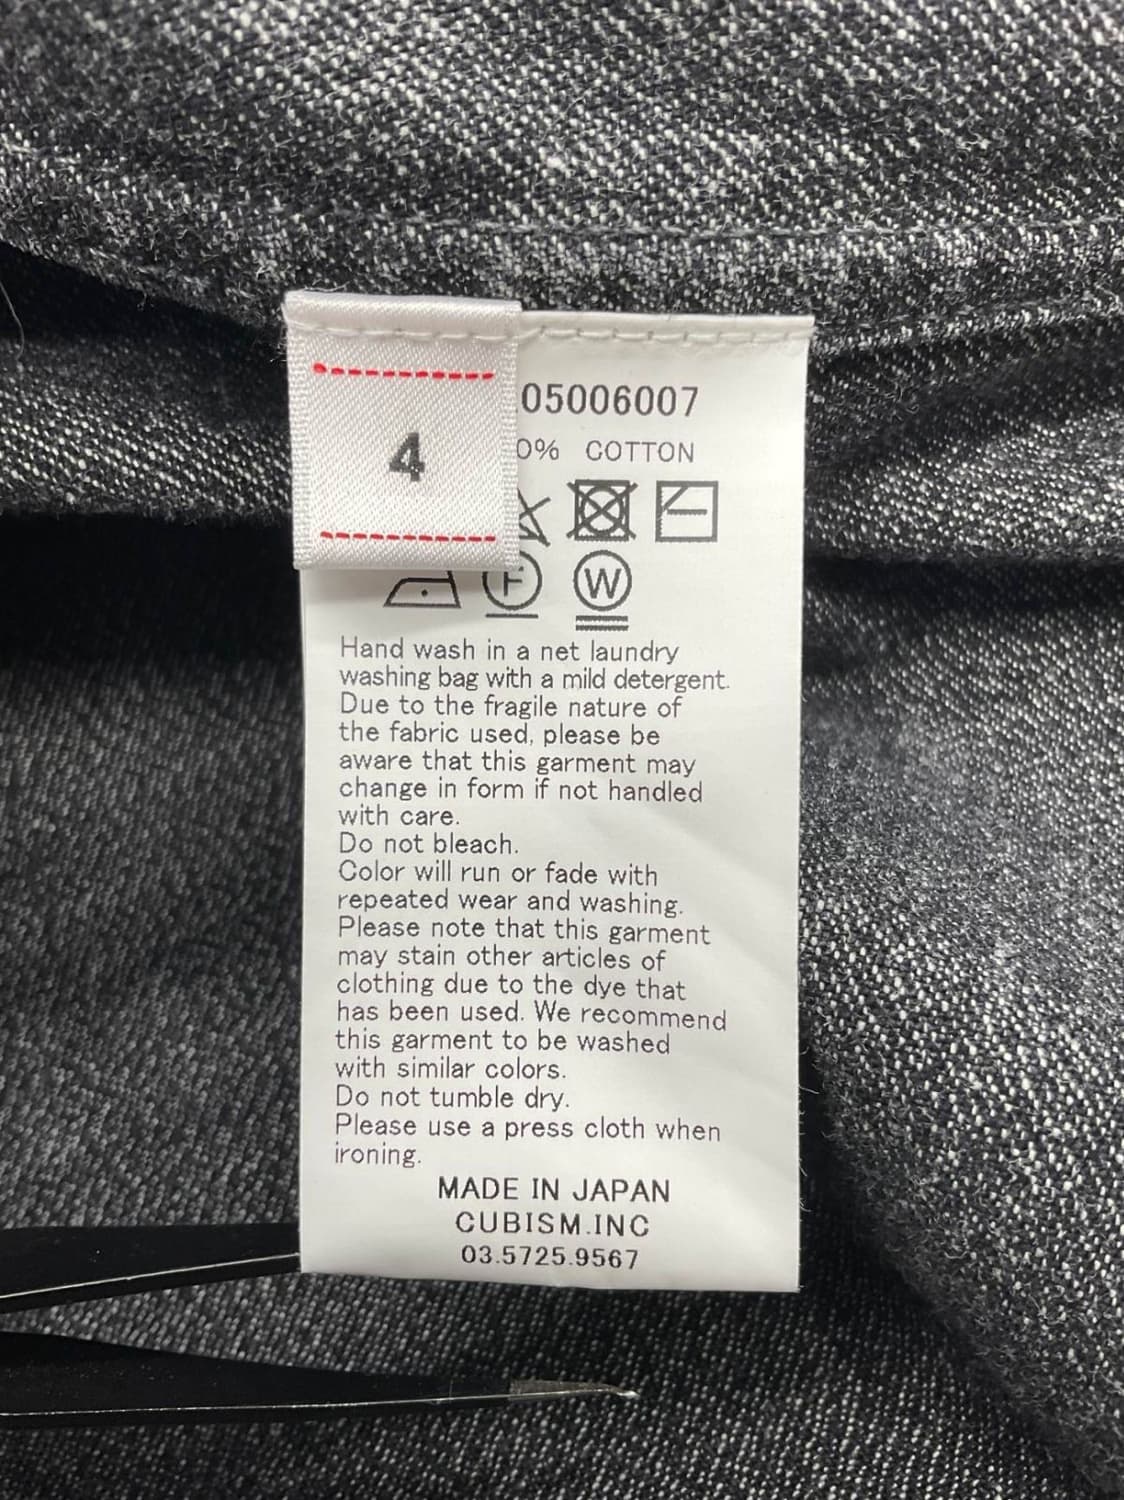 4
05006007
0% COTTON
F
W
Hand wash in a net laundry
washing bag with a mild detergent.
Due to the fragile nature of
the fabric used, please be
aware that this garment may
change in form if not handled
with care.
Do not bleach.
Color will run or fade with
repeated wear and washing.
Please note that this garment
may stain other articles of
clothing due to the dye that
has been used. We recommend
this garment to be washed
with similar colors.
Do not tumble dry.
Please use a press cloth when
ironing.
MADE IN JAPAN
CUBISM.INC
03.5725.9567